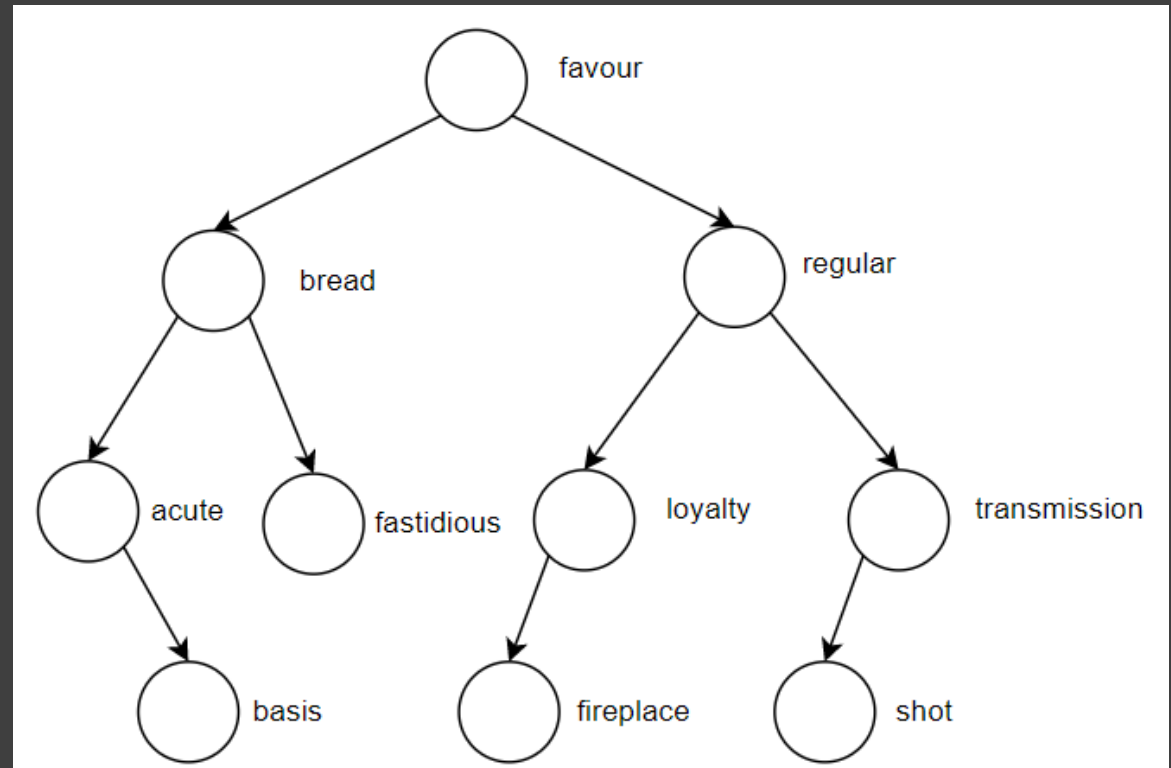 favour
bread
regular
acute
fastidious
loyalty
transmission
basis
fireplace
shot